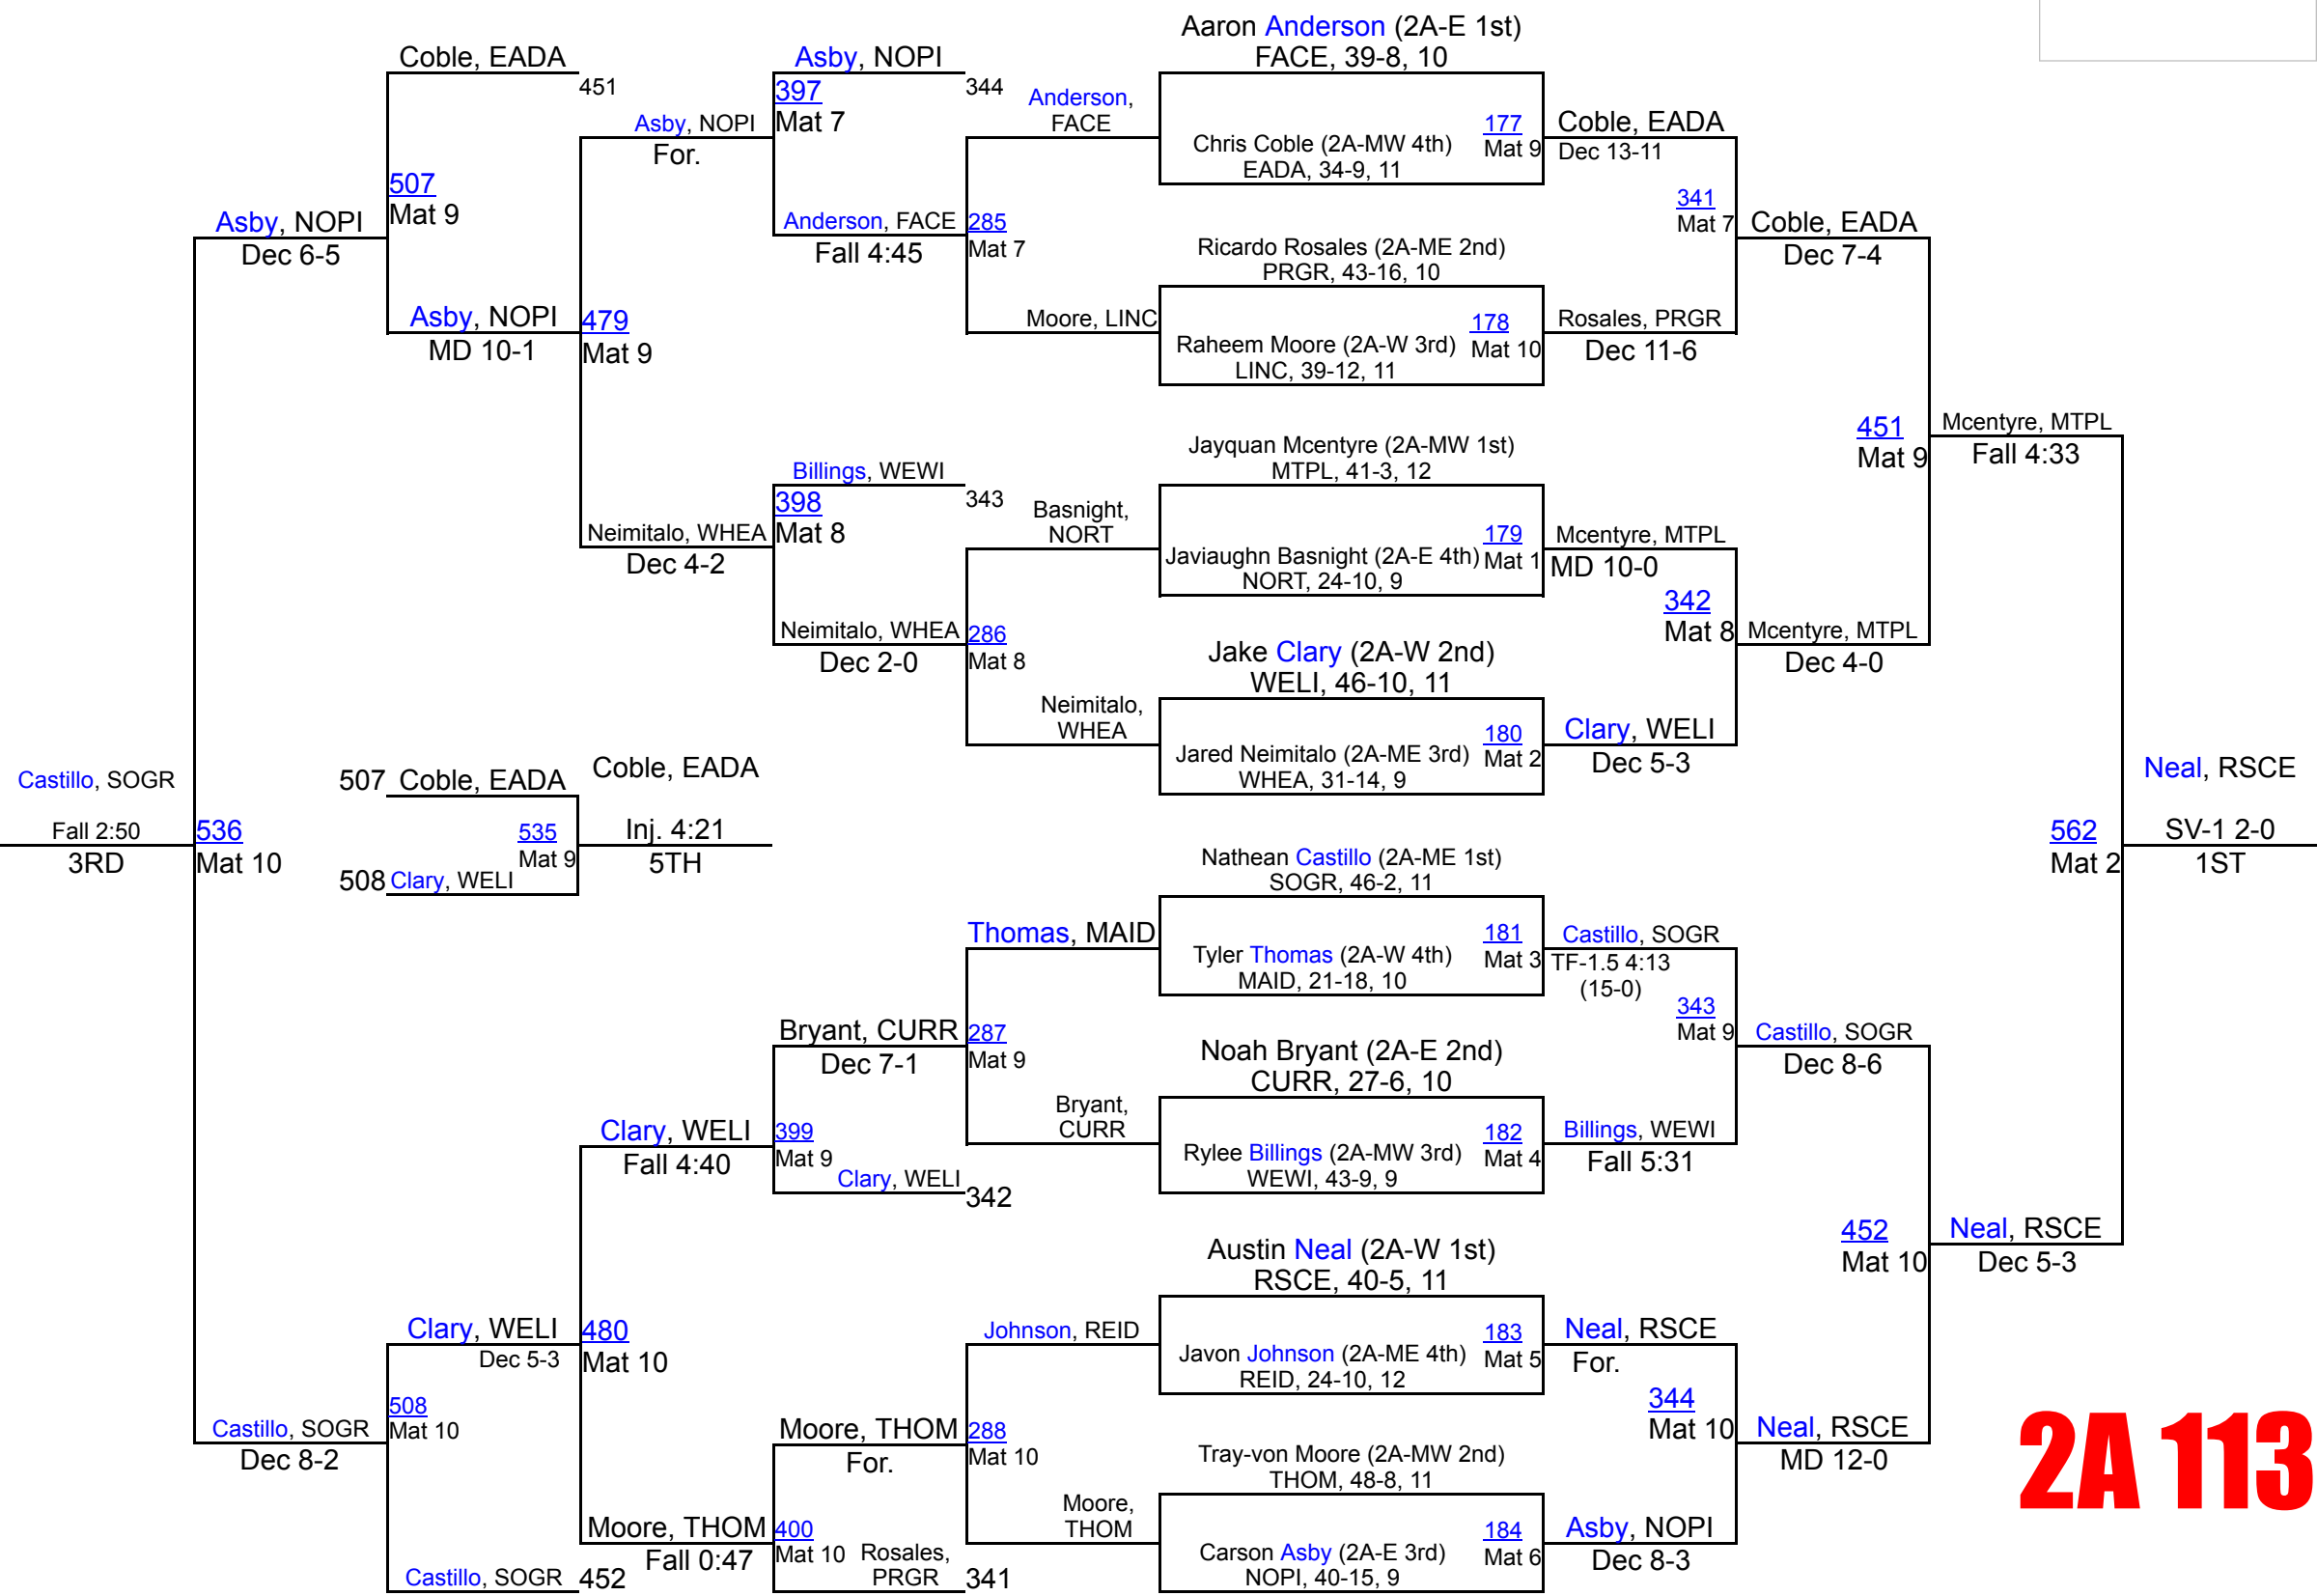 Aaron Anderson (2A-E 1st)
FACE, 39-8, 10
Coble, EADA
451
Asby, NOPI
344
397
Mat 7
Anderson,
FACE
Asby, NOPI
For.
Chris Coble (2A-MW 4th)
EADA, 34-9, 11
177
Mat 9
Coble, EADA
Dec 13-11
507
Mat 9
341
Mat 7
Asby, NOPI
Dec 6-5
Anderson, FACE
Fall 4:45
285
Mat 7
Coble, EADA
Dec 7-4
Ricardo Rosales (2A-ME 2nd)
PRGR, 43-16, 10
Asby, NOPI
MD 10-1
479
Mat 9
Moore, LINC
Raheem Moore (2A-W 3rd)
LINC, 39-12, 11
178
Mat 10
Rosales, PRGR
Dec 11-6
451
Mat 9
Mcentyre, MTPL
Fall 4:33
Jayquan Mcentyre (2A-MW 1st)
MTPL, 41-3, 12
Billings, WEWI
343
398
Mat 8
Basnight,
NORT
Neimitalo, WHEA
Dec 4-2
Javiaughn Basnight (2A-E 4th)
NORT, 24-10, 9
179
Mat 1
Mcentyre, MTPL
MD 10-0
342
Mat 8
Neimitalo, WHEA
Dec 2-0
286
Mat 8
Mcentyre, MTPL
Dec 4-0
Jake Clary (2A-W 2nd)
WELI, 46-10, 11
Neimitalo,
WHEA
Jared Neimitalo (2A-ME 3rd)
WHEA, 31-14, 9
180
Mat 2
Clary, WELI
Dec 5-3
Castillo, SOGR
Fall 2:50
3RD
536
Mat 10
507 Coble, EADA
508 Clary, WELI
535
Mat 9
Coble, EADA
Inj. 4:21
5TH
562
Mat 2
Neal, RSCE
SV-1 2-0
1ST
Nathean Castillo (2A-ME 1st)
SOGR, 46-2, 11
Thomas, MAID
Tyler Thomas (2A-W 4th)
MAID, 21-18, 10
181
Mat 3
Castillo, SOGR
TF-1.5 4:13
(15-0)
343
Mat 9
Bryant, CURR
Dec 7-1
287
Mat 9
Castillo, SOGR
Dec 8-6
Noah Bryant (2A-E 2nd)
CURR, 27-6, 10
Bryant,
CURR
Clary, WELI
Fall 4:40
399
Mat 9
Clary, WELI
342
Rylee Billings (2A-MW 3rd)
WEWI, 43-9, 9
182
Mat 4
Billings, WEWI
Fall 5:31
452
Mat 10
Neal, RSCE
Dec 5-3
Austin Neal (2A-W 1st)
RSCE, 40-5, 11
Clary, WELI
Dec 5-3
480
Mat 10
Johnson, REID
Javon Johnson (2A-ME 4th)
REID, 24-10, 12
183
Mat 5
Neal, RSCE
For.
344
Mat 10
Castillo, SOGR
Dec 8-2
508
Mat 10
Moore, THOM
For.
288
Mat 10
Neal, RSCE
MD 12-0
Tray-von Moore (2A-MW 2nd)
THOM, 48-8, 11
Moore,
THOM
Moore, THOM
Fall 0:47
400
Mat 10
Rosales,
PRGR
341
Carson Asby (2A-E 3rd)
NOPI, 40-15, 9
184
Mat 6
Asby, NOPI
Dec 8-3
Castillo, SOGR
452
2A 113